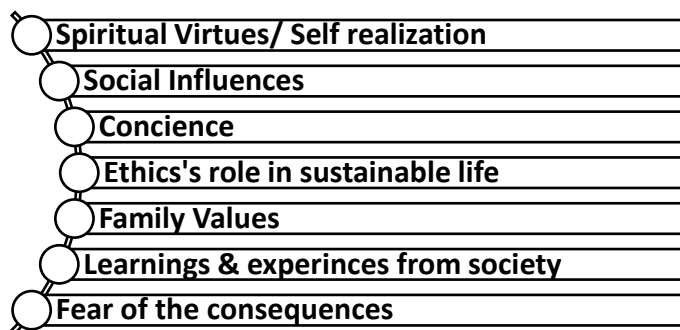 Spiritual Virtues/ Self realization
Social Influences
Concience
Ethics's role in sustainable life
Family Values
Learnings & experinces from society
Fear of the consequences